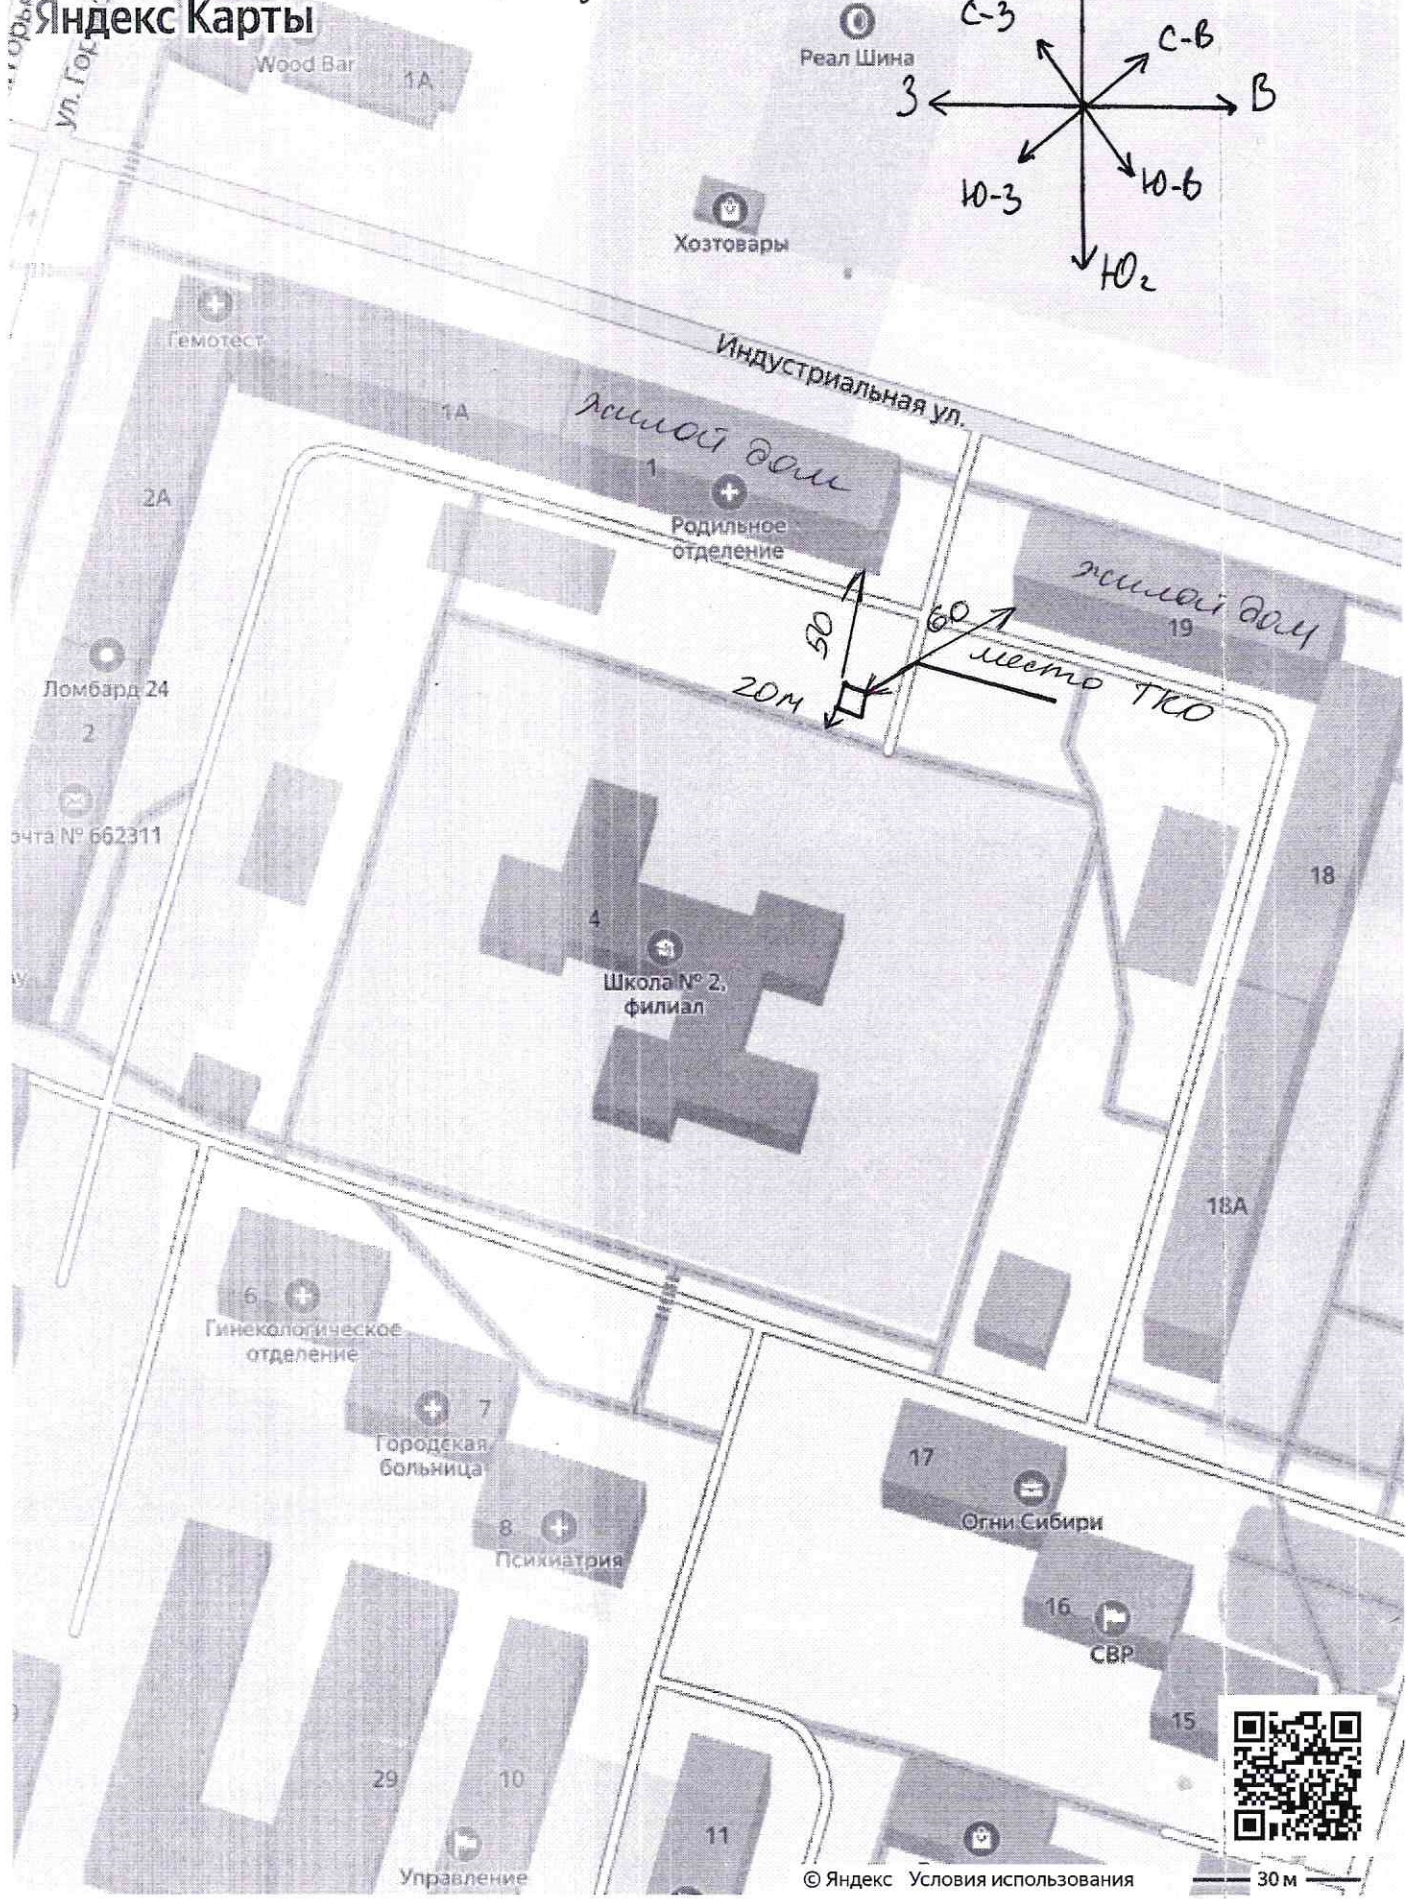 Яндекс Карты
ул. Гор
Wood Bar
1А
Реал Шина
С-З
С-В
З
В
Ю-З
Ю-В
Юг
Хозтовары
Гемотест
Индустриальная ул.
1А
жилой дом
1
2А
Родильное
отделение
жилой дом
19
50
60
место ТКО
20м
Ломбард 24
2
очта № 662311
18
4
Школа № 2,
филиал
18А
6
Гинекологическое
отделение
7
Городская
больница
17
Огни Сибири
8
Психиатрия
16
СВР
15
29
10
11
Управление
© Яндекс Условия использования
30 м